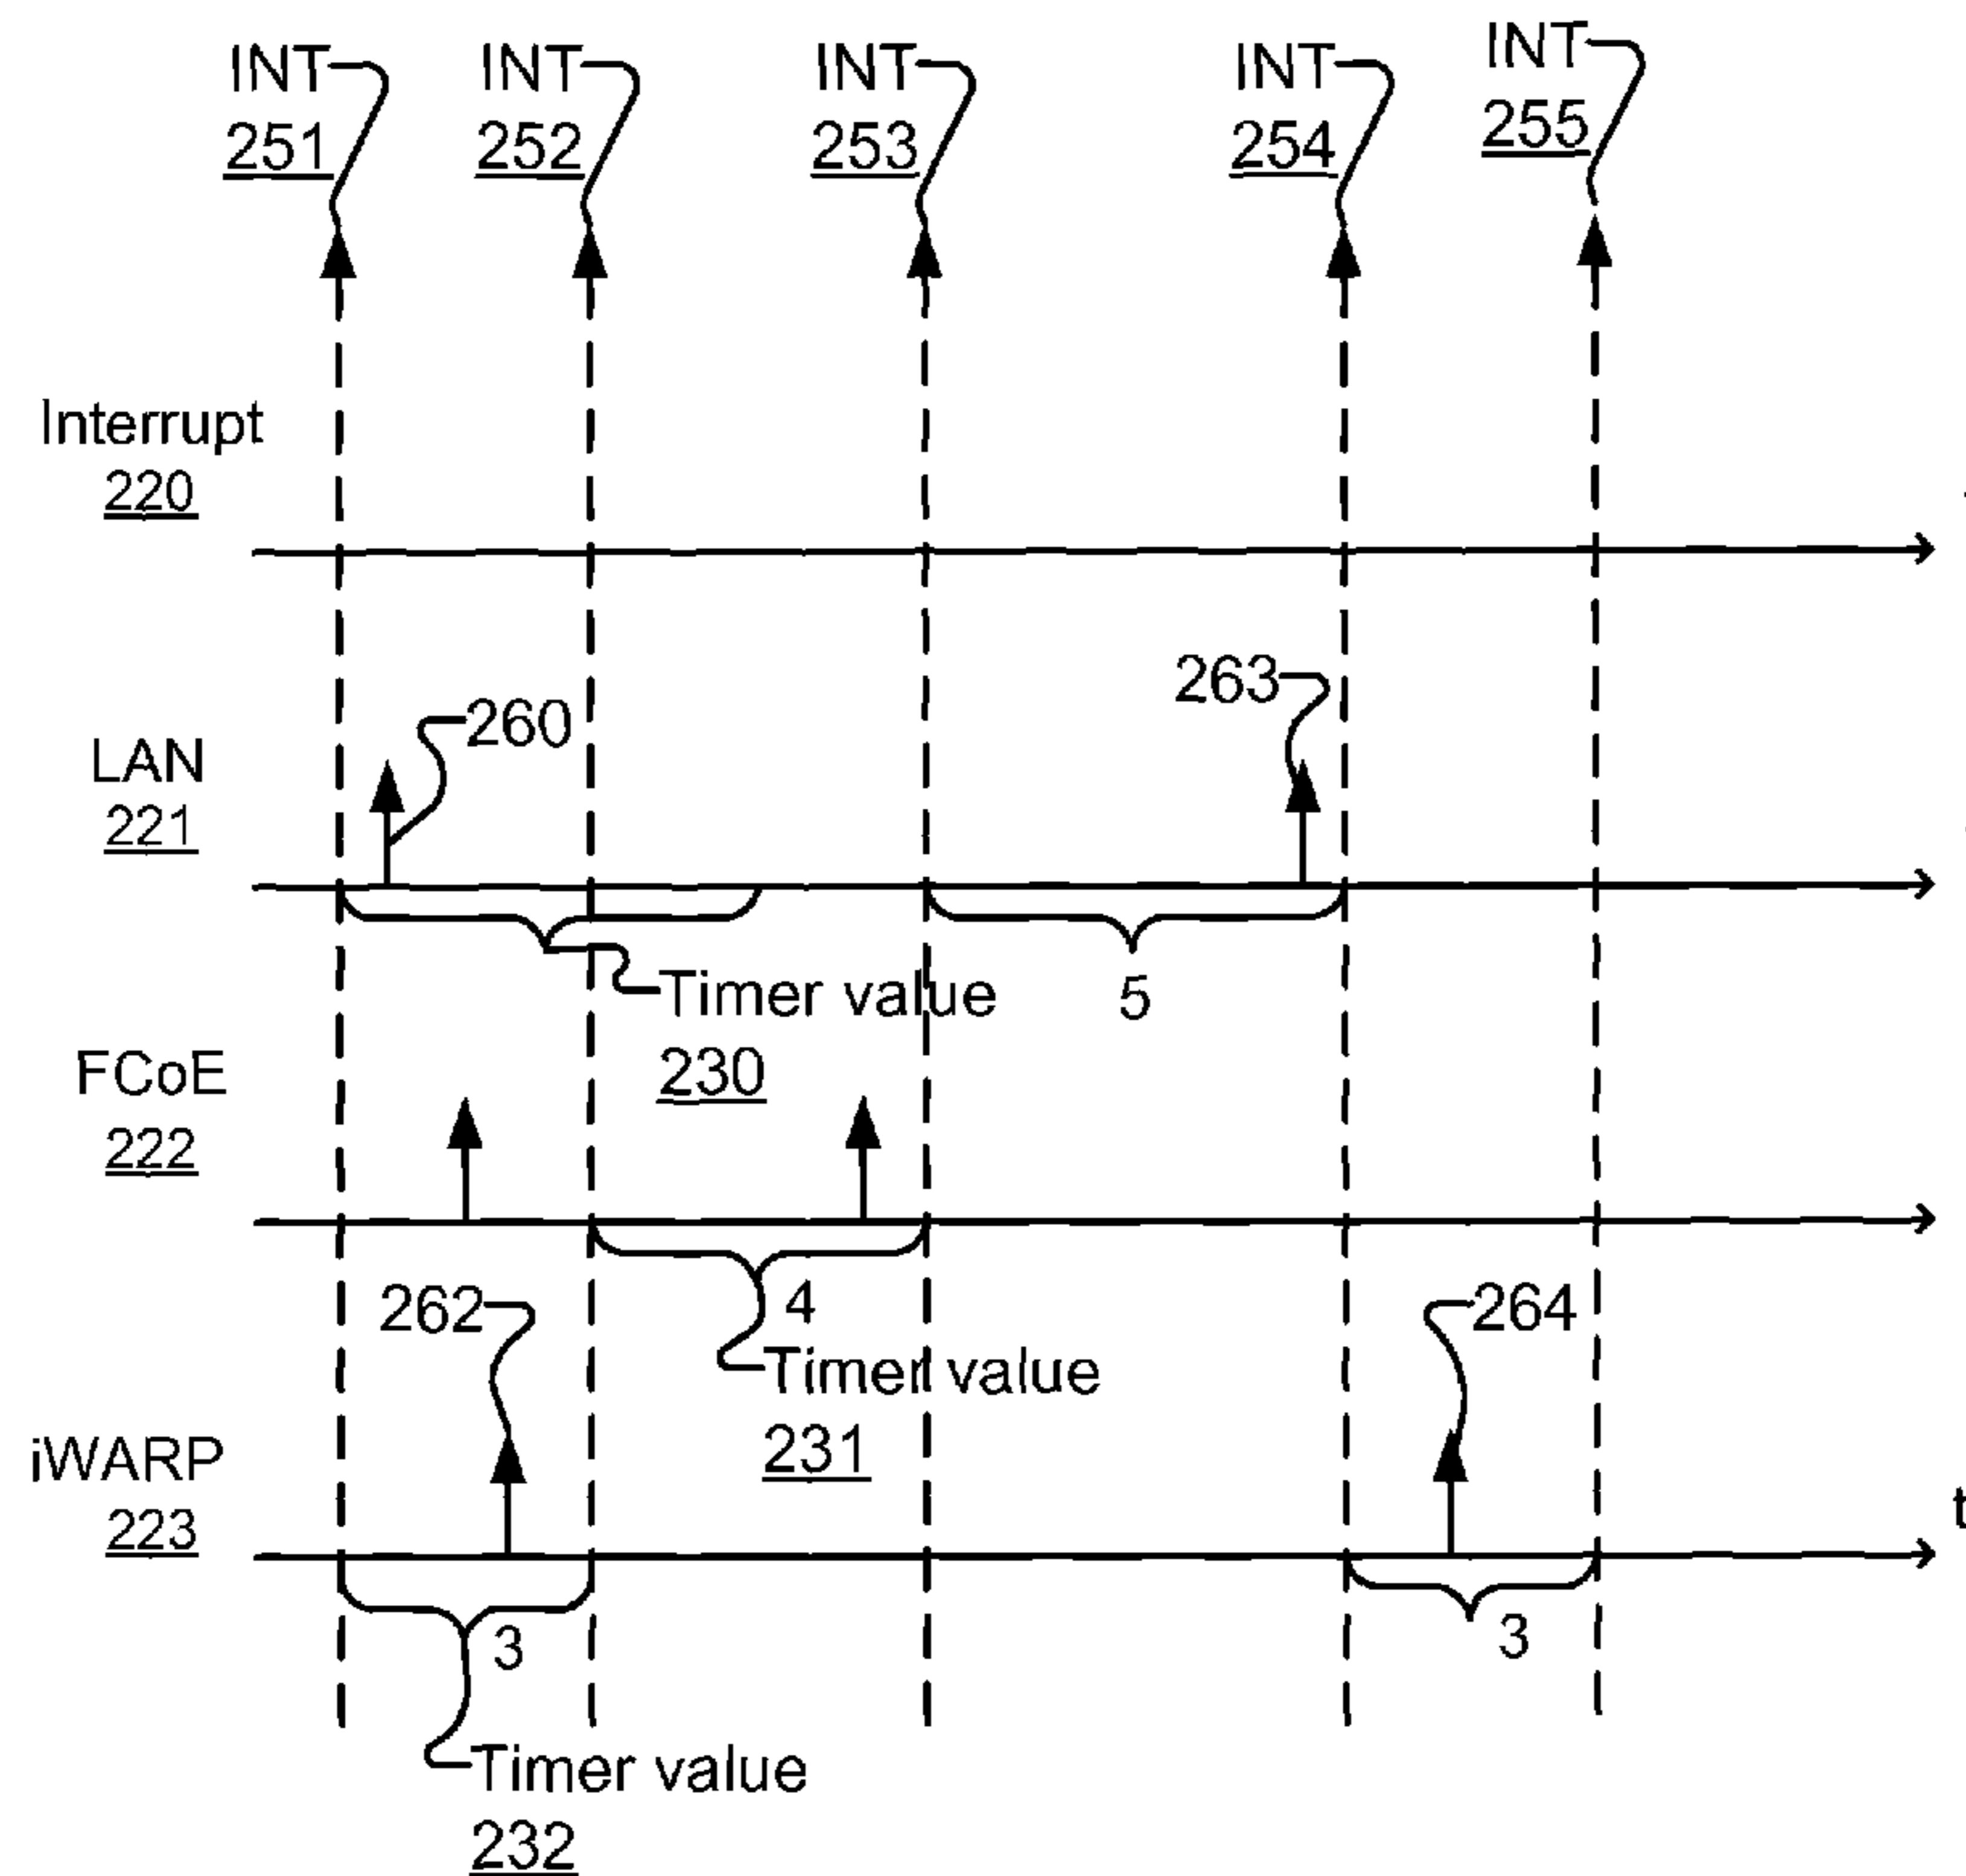 INT
251
INT
252
INT
253
INT
254
INT
255
Interrupt
220
LAN
221
260
263
Timer value
230
5
FCoE
222
4
Timer value
231
262
264
iWARP
223
t
3
Timer value
232
3